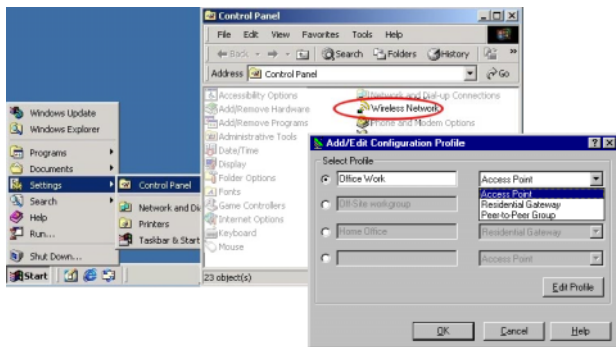 Control Panel
File Edit View Favorites Tools Help
Back Search Folders History
Address Control Panel Go
Accessibility Options
Add/Remove Hardware
Add/Remove Programs
Administrative Tools
Date/Time
Display
Folder Options
Fonts
Game Controllers
Internet Options
Keyboard
Mouse
Network and Dial-up Connections
Wireless Network
Phone and Modem Options
23 object(s)
Windows Update
Windows Explorer
Programs
Documents
Settings
Search
Help
Run...
Shut Down...
Start
Control Panel
Network and Di
Printers
Taskbar & Start
Add/Edit Configuration Profile
Select Profile
Office Work Access Point
Access Point
Residential Gateway
Peer-to-Peer Group
Off-Site workgroup
Home Office Residential Gateway
Access Point
Edit Profile
OK Cancel Help